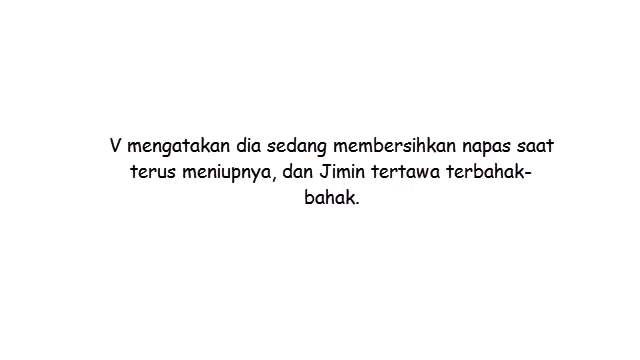 V mengatakan dia sedang membersihkan napas saat
terus meniupnya, dan Jimin tertawa terbahak-
bahak.